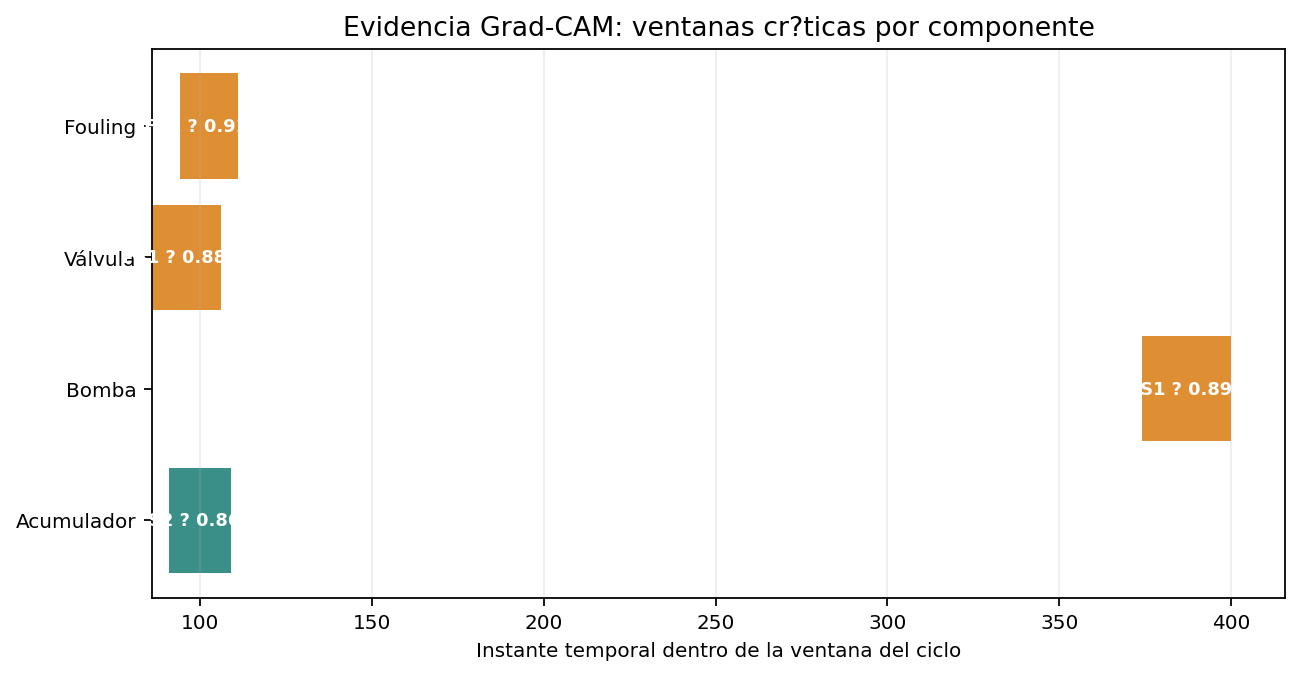 Evidencia Grad-CAM: ventanas cr?ticas por componente
Fouling
? 0.9
Válvula
1 ? 0.88
Bomba
S1 ? 0.89
Acumulador
2 ? 0.86
100 150 200 250 300 350 400
Instante temporal dentro de la ventana del ciclo